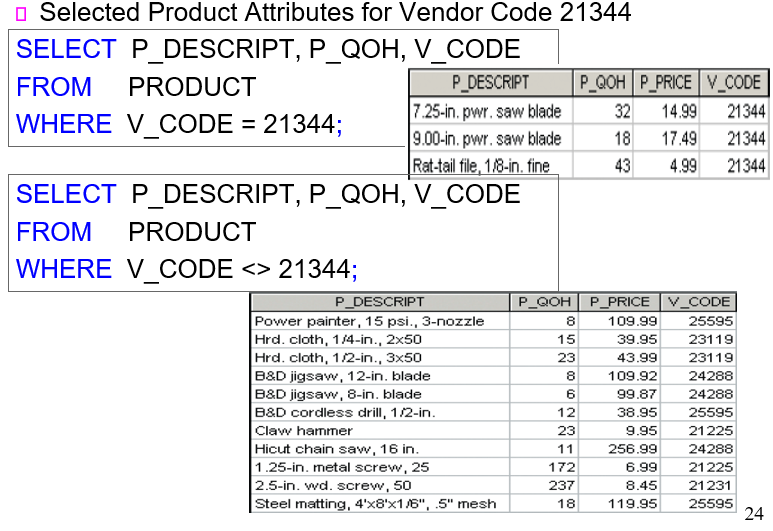 Selected Product Attributes for Vendor Code 21344
SELECT P_DESCRIPT, P_QOH, V_CODE
FROM PRODUCT
WHERE V_CODE = 21344;
P_DESCRIPT P_QOH P_PRICE V_CODE
7.25-in. pwr. saw blade 32 14.99 21344
9.00-in. pwr. saw blade 18 17.49 21344
Rat-tail file, 1/8-in. fine 43 4.99 21344
SELECT P_DESCRIPT, P_QOH, V_CODE
FROM PRODUCT
WHERE V_CODE <> 21344;
P_DESCRIPT P_QOH P_PRICE V_CODE
Power painter, 15 psi., 3-nozzle 8 109.99 25595
Hrd. cloth, 1/4-in., 2x50 15 39.95 23119
Hrd. cloth, 1/2-in., 3x50 23 43.99 23119
B&D jigsaw, 12-in. blade 8 109.92 24288
B&D jigsaw, 8-in. blade 6 99.87 24288
B&D cordless drill, 1/2-in. 12 38.95 25595
Claw hammer 23 9.95 21225
Hicut chain saw, 16 in. 11 256.99 24288
1.25-in. metal screw, 25 172 6.99 21225
2.5-in. wd. screw, 50 237 8.45 21231
Steel matting, 4'x8'x1/6", .5" mesh 18 119.95 25595
24